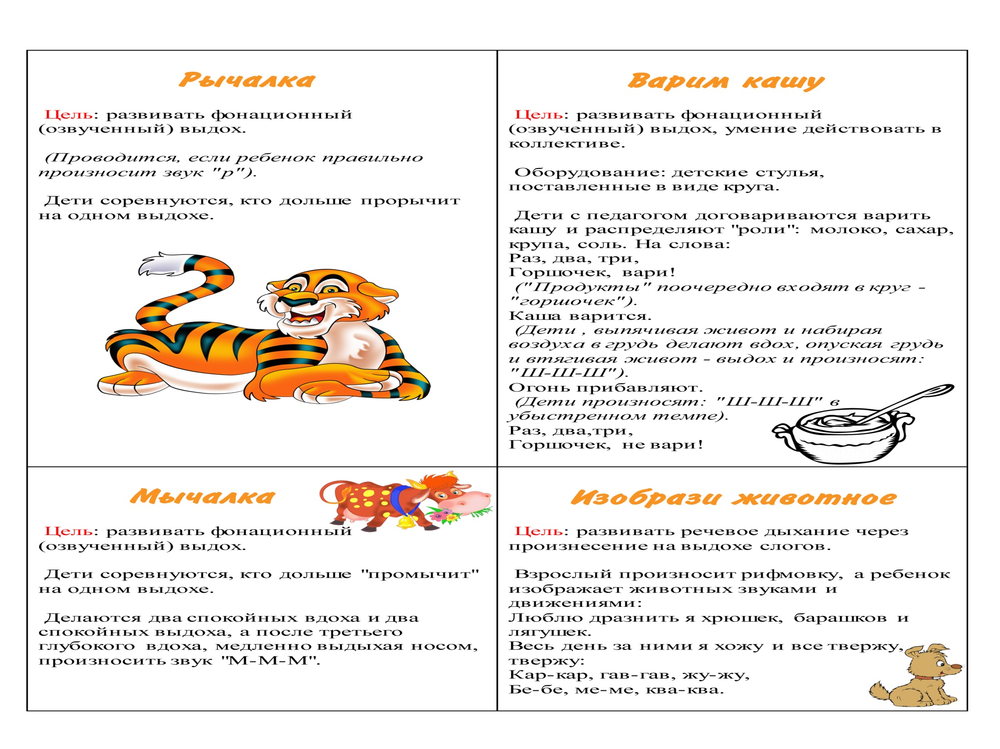 Рычалка
Цель: развивать фонационный
(озвученный) выдох.
(Проводится, если ребенок правильно
произносит звук "р").
Дети соревнуются, кто дольше прорычит
на одном выдохе.
Варим кашу
Цель: развивать фонационный
(озвученный) выдох, умение действовать в
коллективе.
Оборудование: детские стулья,
поставленные в виде круга.
Дети с педагогом договариваются варить
кашу и распределяют "роли": молоко, сахар,
крупа, соль. На слова:
Раз, два, три,
Горшочек, вари!
("Продукты" поочередно входят в круг -
"горшочек").
Каша варится.
(Дети , выпячивая живот и набирая
воздуха в грудь делают вдох, опуская грудь
и втягивая живот - выдох и произносят:
"Ш-Ш-Ш").
Огонь прибавляют.
(Дети произносят: "Ш-Ш-Ш" в
убыстренном темпе).
Раз, два,три,
Горшочек, не вари!
Мычалка
Цель: развивать фонационный
(озвученный) выдох.
Дети соревнуются, кто дольше "промычит"
на одном выдохе.
Делаются два спокойных вдоха и два
спокойных выдоха, а после третьего
глубокого вдоха, медленно выдыхая носом,
произносить звук "М-М-М".
Изобрази животное
Цель: развивать речевое дыхание через
произнесение на выдохе слогов.
Взрослый произносит рифмовку, а ребенок
изображает животных звуками и
движениями:
Люблю дразнить я хрюшек, барашков и
лягушек.
Весь день за ними я хожу и все твержу,
твержу:
Кар-кар, гав-гав, жу-жу,
Бе-бе, ме-ме, ква-ква.